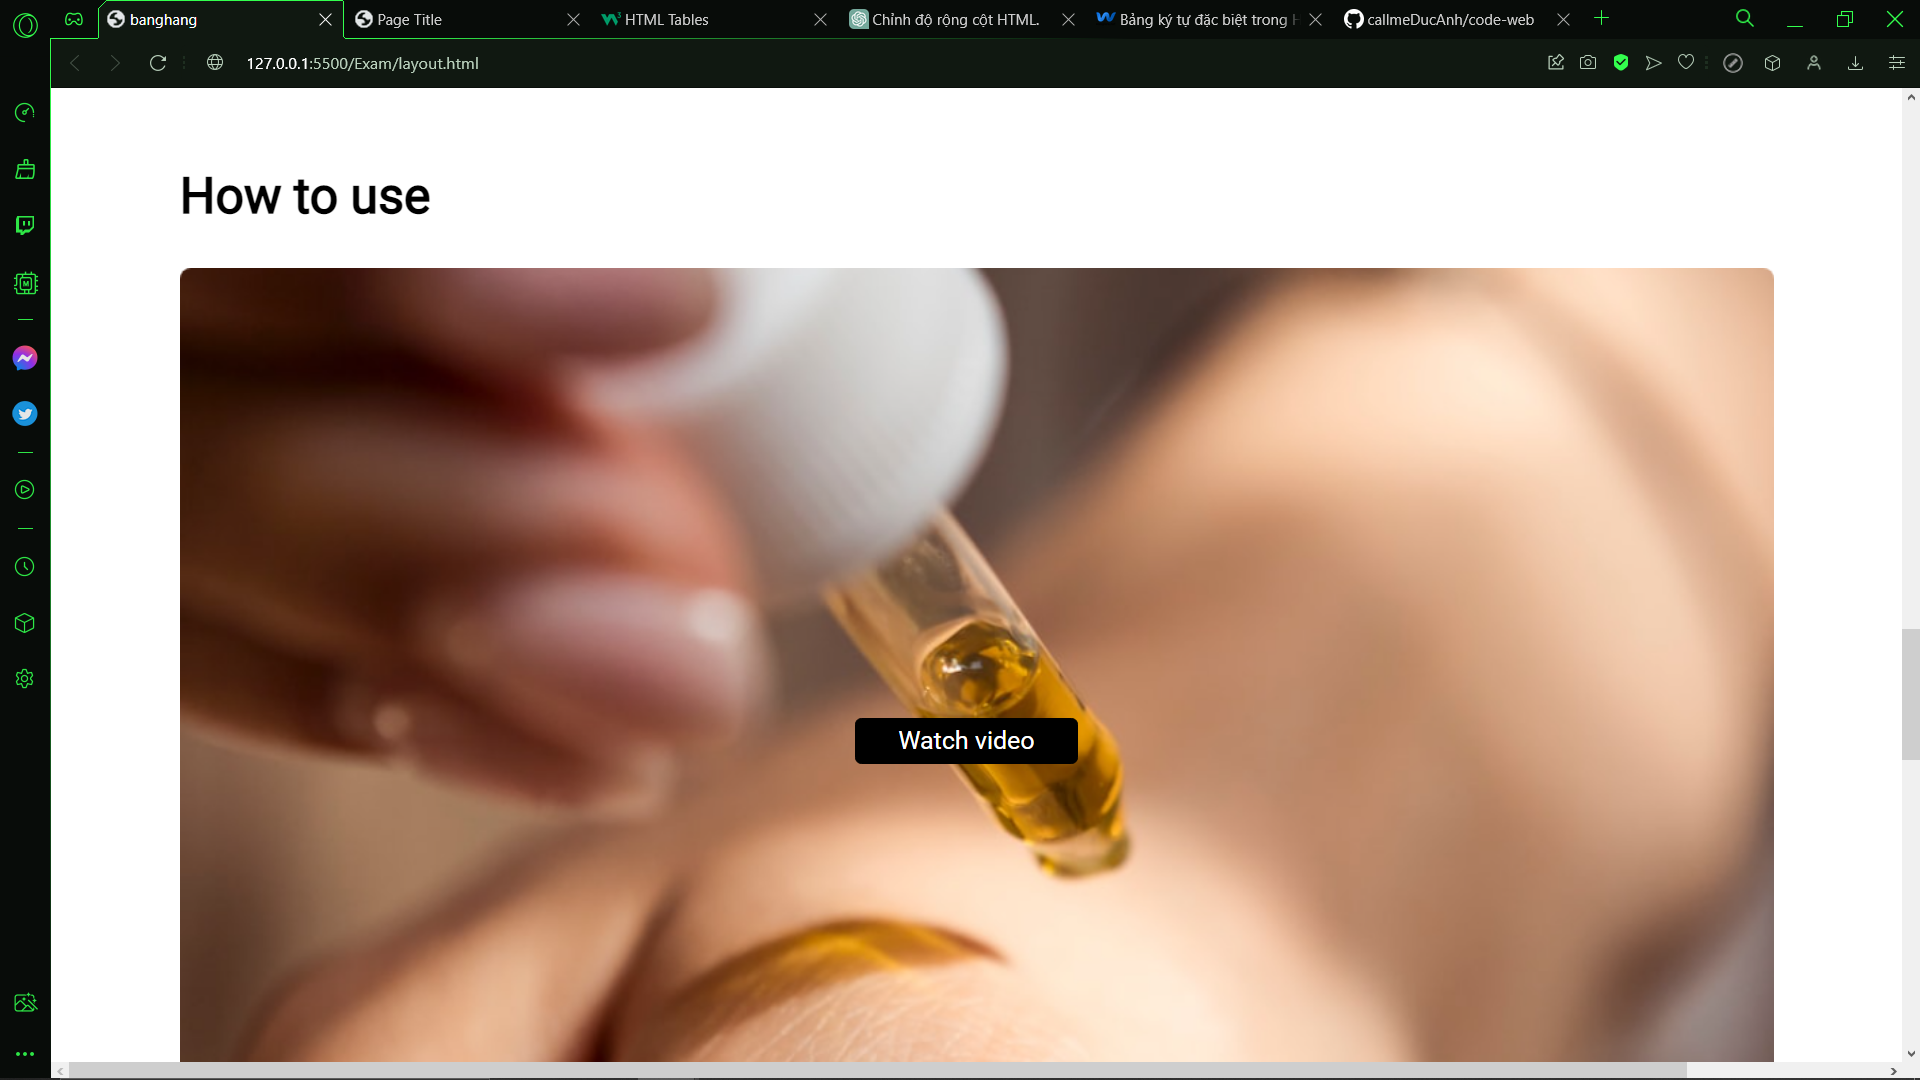 banghang
Page Title
HTML Tables
Chỉnh độ rộng cột HTML.
Bảng ký tự đặc biệt trong H
callmeDucAnh/code-web
127.0.0.1:5500/Exam/layout.html
How to use
Watch video